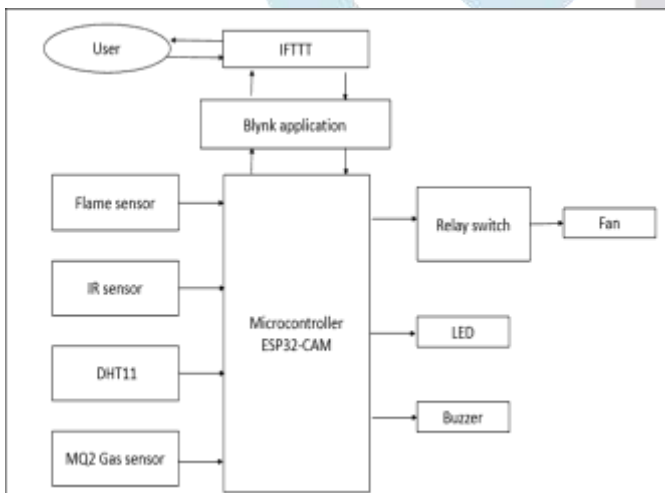 User
IFTTT
Blynk application
Flame sensor
Relay switch
Fan
IR sensor
Microcontroller
ESP32-CAM
LED
DHT11
Buzzer
MQ2 Gas sensor